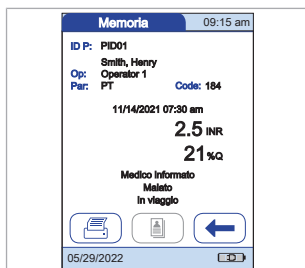 Memoria 09:15 am
ID P: PID01
Smith, Henry
Op: Operator 1
Par: PT Code: 184
11/14/2021 07:30 am
2.5 INR
21 %Q
Medico informato
Malato
In viaggio
05/29/2022